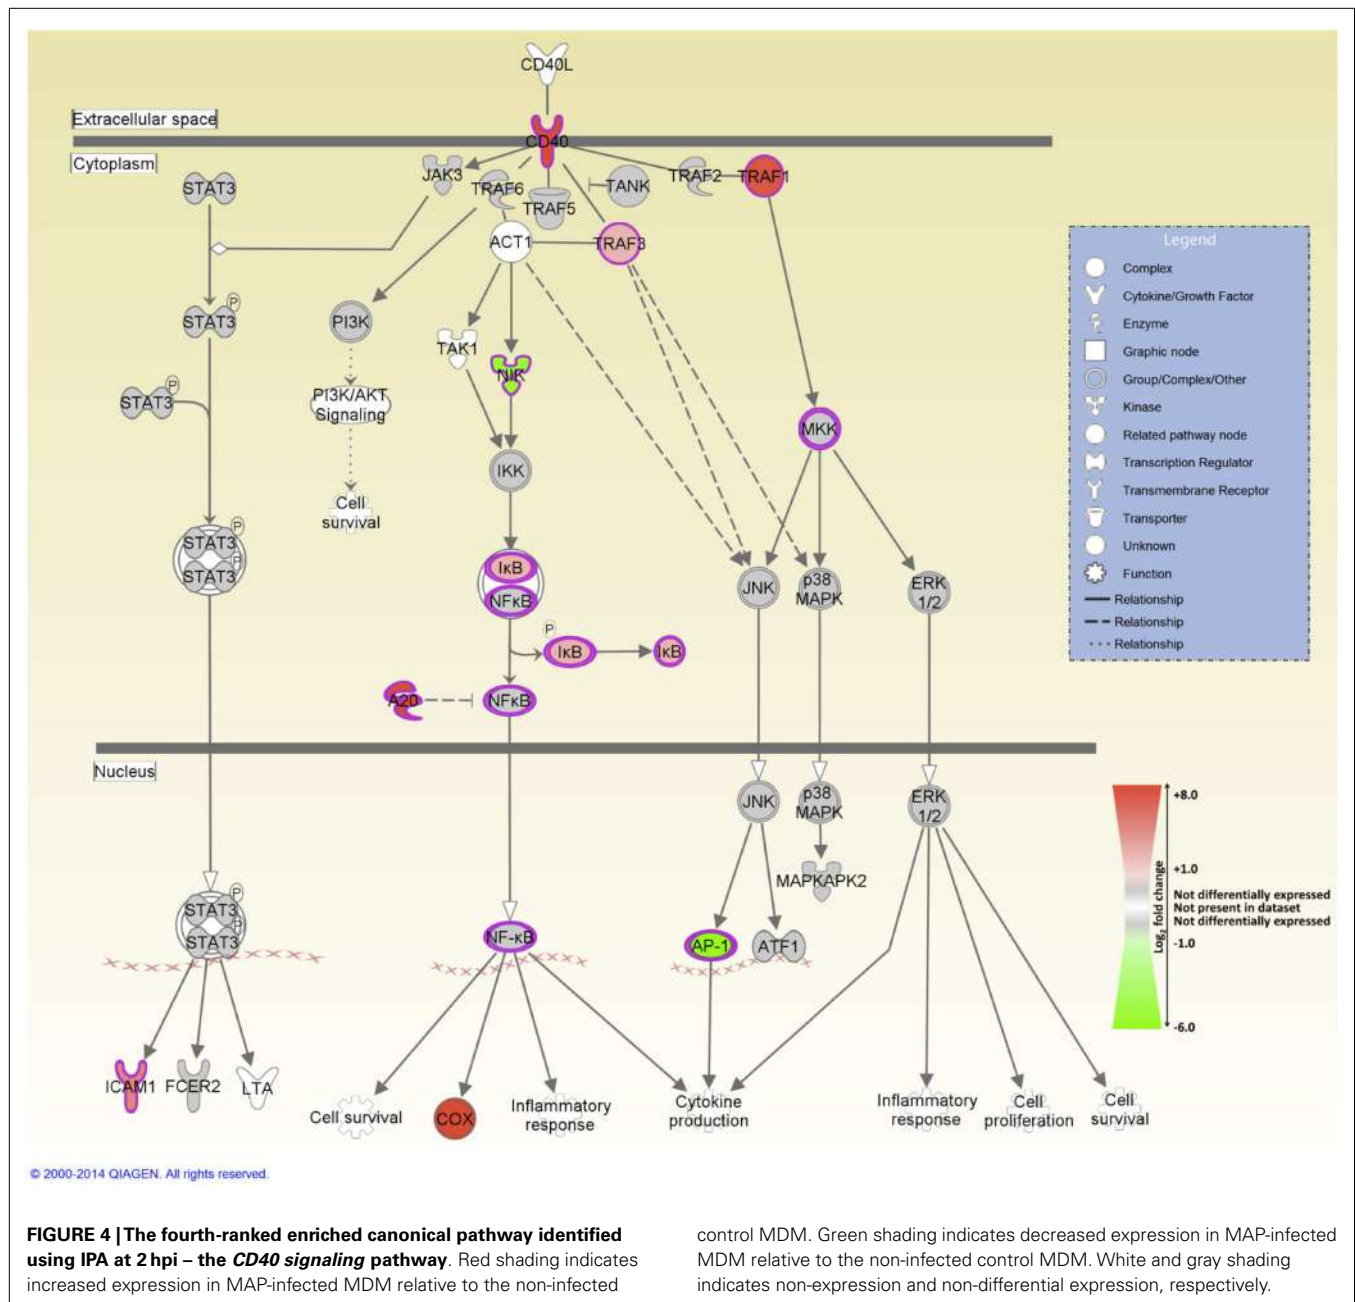 CD40L
Extracellular space
CD40
Cytoplasm
STAT3
JAK3
TRAF6
TRAF5
TANK
TRAF2
TRAF1
ACT1
TRAF3
STAT3
P
PI3K
TAK1
NIK
STAT3
P
PI3K/AKT
Signaling
MKK
IKK
Cell
survival
STAT3
P
STAT3
P
IκB
NFκB
JNK
p38
MAPK
ERK
1/2
P
IκB
IκB
A20
NFκB
Nucleus
JNK
p38
MAPK
ERK
1/2
MAPKAPK2
STAT3
P
STAT3
P
NF-κB
AP-1
ATF1
ICAM1
FCER2
LTA
Cell survival
COX
Inflammatory
response
Cytokine
production
Inflammatory
response
Cell
proliferation
Cell
survival
Legend
Complex
Cytokine/Growth Factor
Enzyme
Graphic node
Group/Complex/Other
Kinase
Related pathway node
Transcription Regulator
Transmembrane Receptor
Transporter
Unknown
Function
Relationship
Relationship
Relationship
+8.0
+1.0
Not differentially expressed
Not present in dataset
Not differentially expressed
-1.0
-6.0
Log2 fold change
© 2000-2014 QIAGEN. All rights reserved.
FIGURE 4 | The fourth-ranked enriched canonical pathway identified
using IPA at 2 hpi – the CD40 signaling pathway. Red shading indicates
increased expression in MAP-infected MDM relative to the non-infected
control MDM. Green shading indicates decreased expression in MAP-infected
MDM relative to the non-infected control MDM. White and gray shading
indicates non-expression and non-differential expression, respectively.